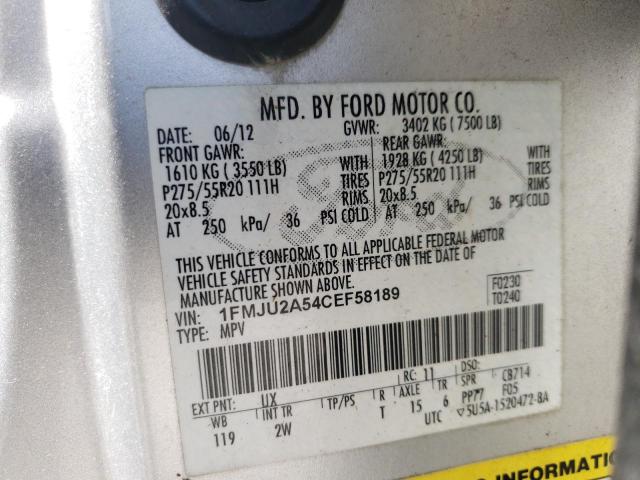 MFD. BY FORD MOTOR CO.
DATE: 06/12 GVWR: 3402 KG ( 7500 LB)
FRONT GAWR: REAR GAWR:
1610 KG ( 3550 LB) WITH 1928 KG ( 4250 LB) WITH
P275/55R20 111H TIRES P275/55R20 111H TIRES
20x8.5 RIMS 20x8.5 RIMS
AT 250 kPa/ 36 PSI COLD AT 250 kPa/ 36 PSI COLD
Ford
THIS VEHICLE CONFORMS TO ALL APPLICABLE FEDERAL MOTOR
VEHICLE SAFETY STANDARDS IN EFFECT ON THE DATE OF
MANUFACTURE SHOWN ABOVE.
VIN: 1FMJU2A54CEF58189 F0230
TYPE: MPV T0240
EXT PNT: UX RC: 11 DSO:
WB INT TR TP/PS R AXLE TR SPR C8714
119 2W T 15 6 PP77 F05
UTC ▽5U5A-1520472-BA
INFORMATION